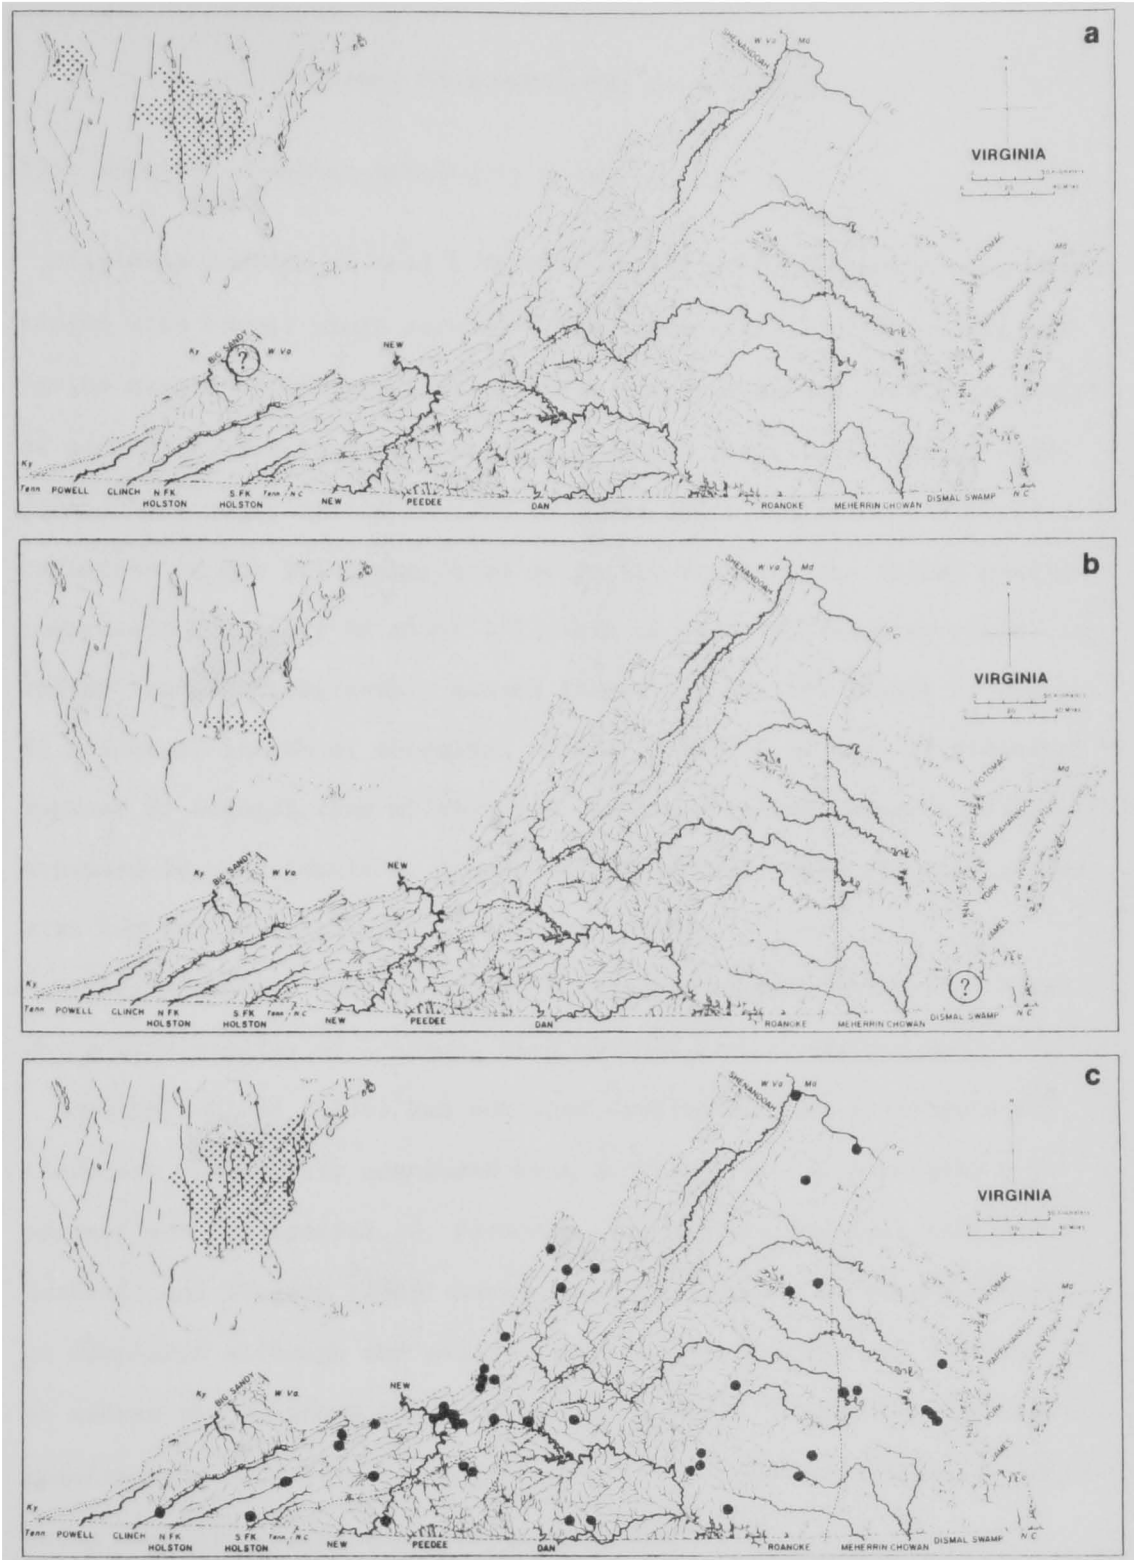 a
SHENANDOAH
W Va Md
VIRGINIA
POTOMAC
Md
RAPPAHANNOCK
YORK
JAMES
Ky BIG SANDY W Va
?
NEW
Ky
Tenn POWELL CLINCH N FK HOLSTON S FK HOLSTON Tenn N C NEW PEEDEE DAN ROANOKE MEHERRIN CHOWAN DISMAL SWAMP N C
b
SHENANDOAH
W Va Md
D C
VIRGINIA
40 Miles
POTOMAC
Md
RAPPAHANNOCK
YORK
JAMES
Ky BIG SANDY W Va
NEW
?
Ky
Tenn POWELL CLINCH N FK HOLSTON S FK HOLSTON Tenn N C NEW PEEDEE DAN ROANOKE MEHERRIN CHOWAN DISMAL SWAMP N C
c
SHENANDOAH
W Va Md
D C
VIRGINIA
40 Miles
POTOMAC
Md
RAPPAHANNOCK
YORK
JAMES
Ky BIG SANDY W Va
NEW
Ky
Tenn POWELL CLINCH N FK HOLSTON S FK HOLSTON Tenn N C NEW PEEDEE DAN ROANOKE MEHERRIN CHOWAN DISMAL SWAMP N C